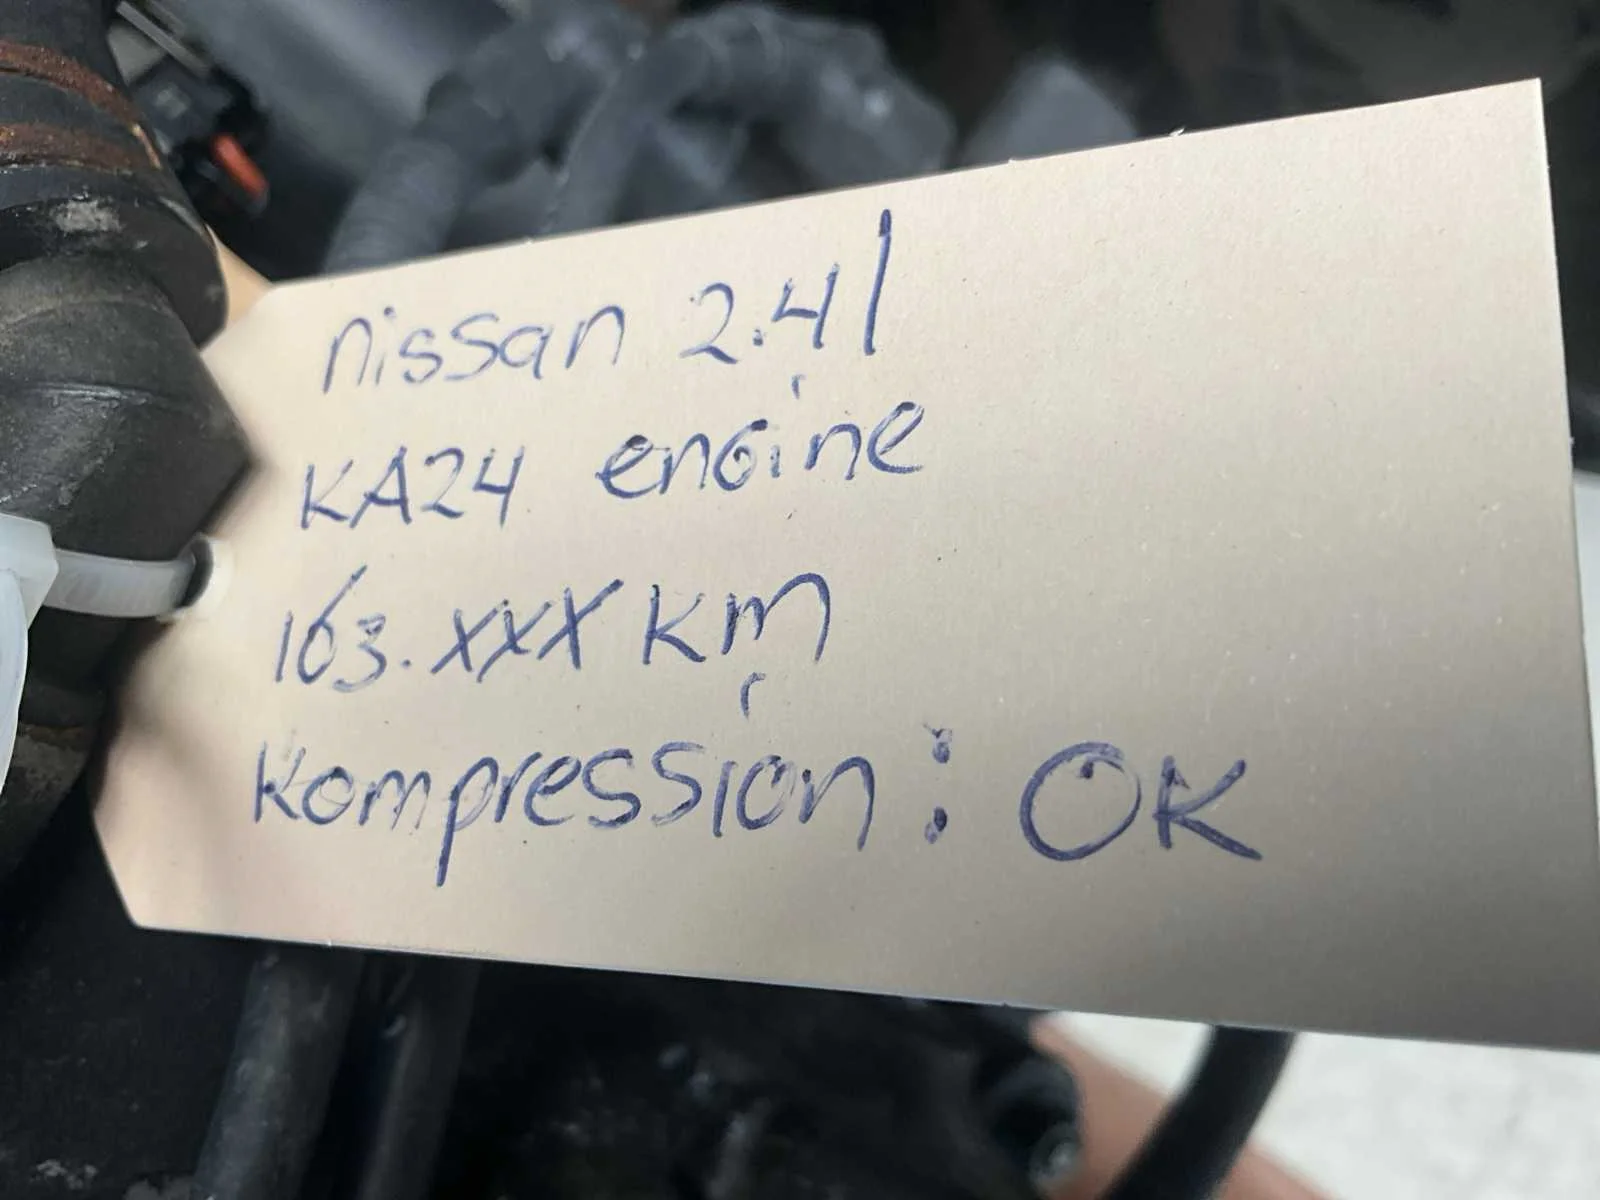 nissan 2.4l
KA24 engine
163.xxx km
Kompression: OK